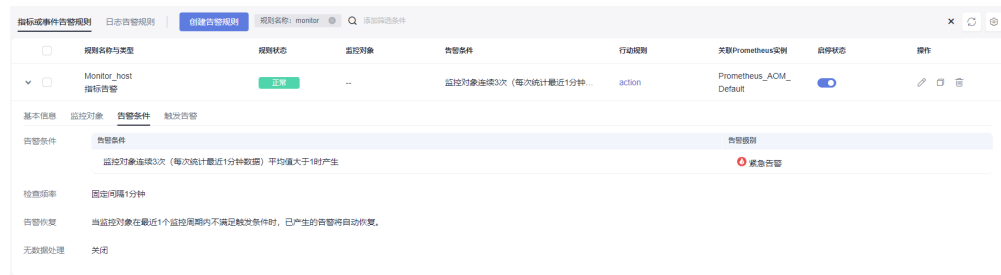 指标或事件告警规则 日志告警规则 创建告警规则 规则名称：monitor 添加筛选条件
规则名称与类型 规则状态 监控对象 告警条件 行动规则 关联Prometheus实例 启停状态 操作
Monitor_host
指标告警
正常
--
监控对象连续3次（每次统计最近1分钟...
action
Prometheus_AOM_
Default
基本信息 监控对象 告警条件 触发告警
告警条件
告警条件 告警级别
监控对象连续3次（每次统计最近1分钟数据）平均值大于1时产生 紧急告警
检查频率 固定间隔1分钟
告警恢复 当监控对象在最近1个监控周期内不满足触发条件时，已产生的告警将自动恢复。
无数据处理 关闭